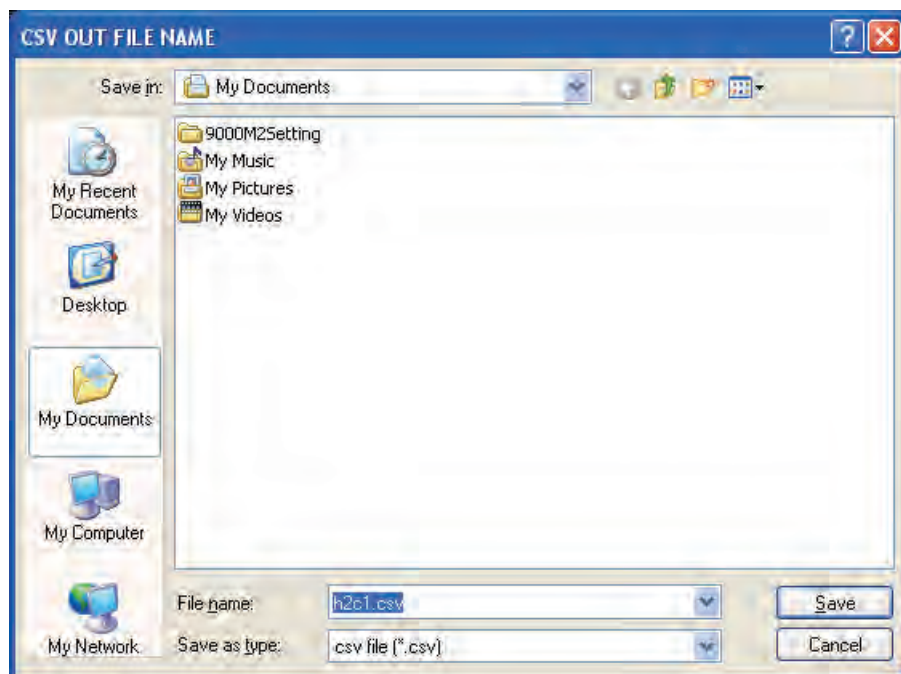 CSV OUT FILE NAME
Save in: My Documents
9000M2Setting
My Music
My Pictures
My Videos
My Recent
Documents
Desktop
My Documents
My Computer
My Network
File name: h2c1.csv Save
Save as type: csv file (*.csv) Cancel